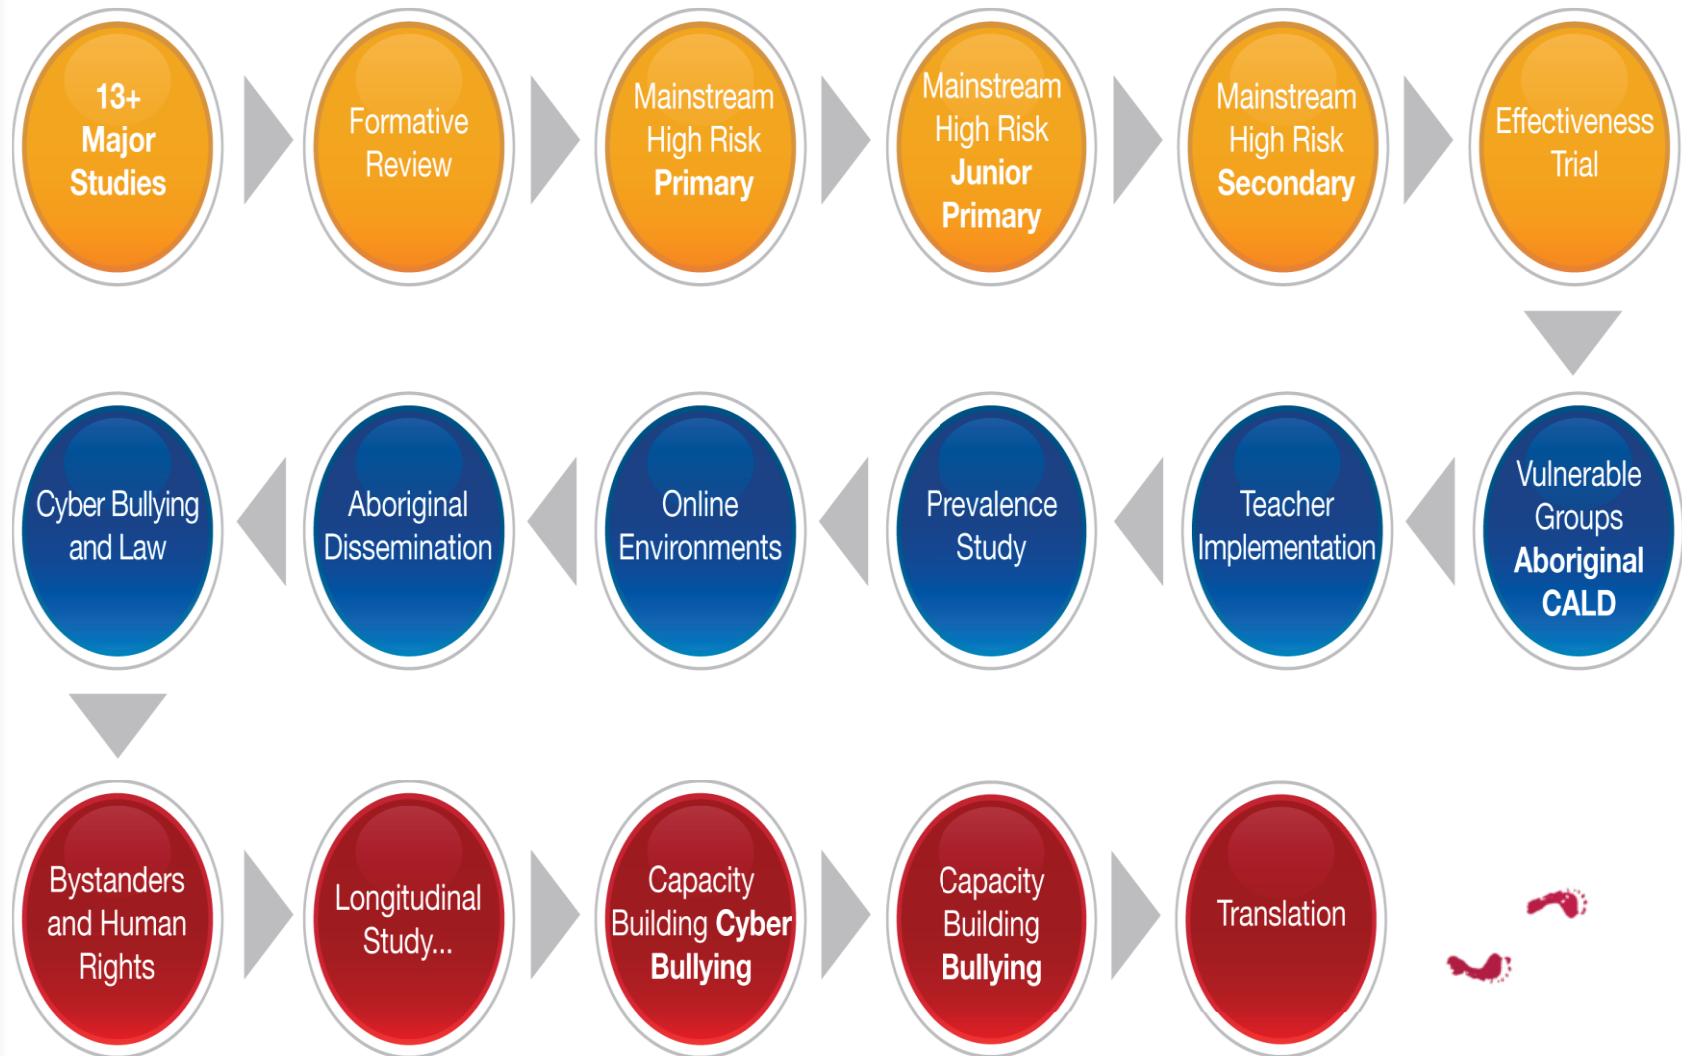 13+
Major
Studies
Formative
Review
Mainstream
High Risk
Primary
Mainstream
High Risk
Junior
Primary
Mainstream
High Risk
Secondary
Effectiveness
Trial
Vulnerable
Groups
Aboriginal
CALD
Teacher
Implementation
Prevalence
Study
Online
Environments
Aboriginal
Dissemination
Cyber Bullying
and Law
Bystanders
and Human
Rights
Longitudinal
Study...
Capacity
Building Cyber
Bullying
Capacity
Building
Bullying
Translation